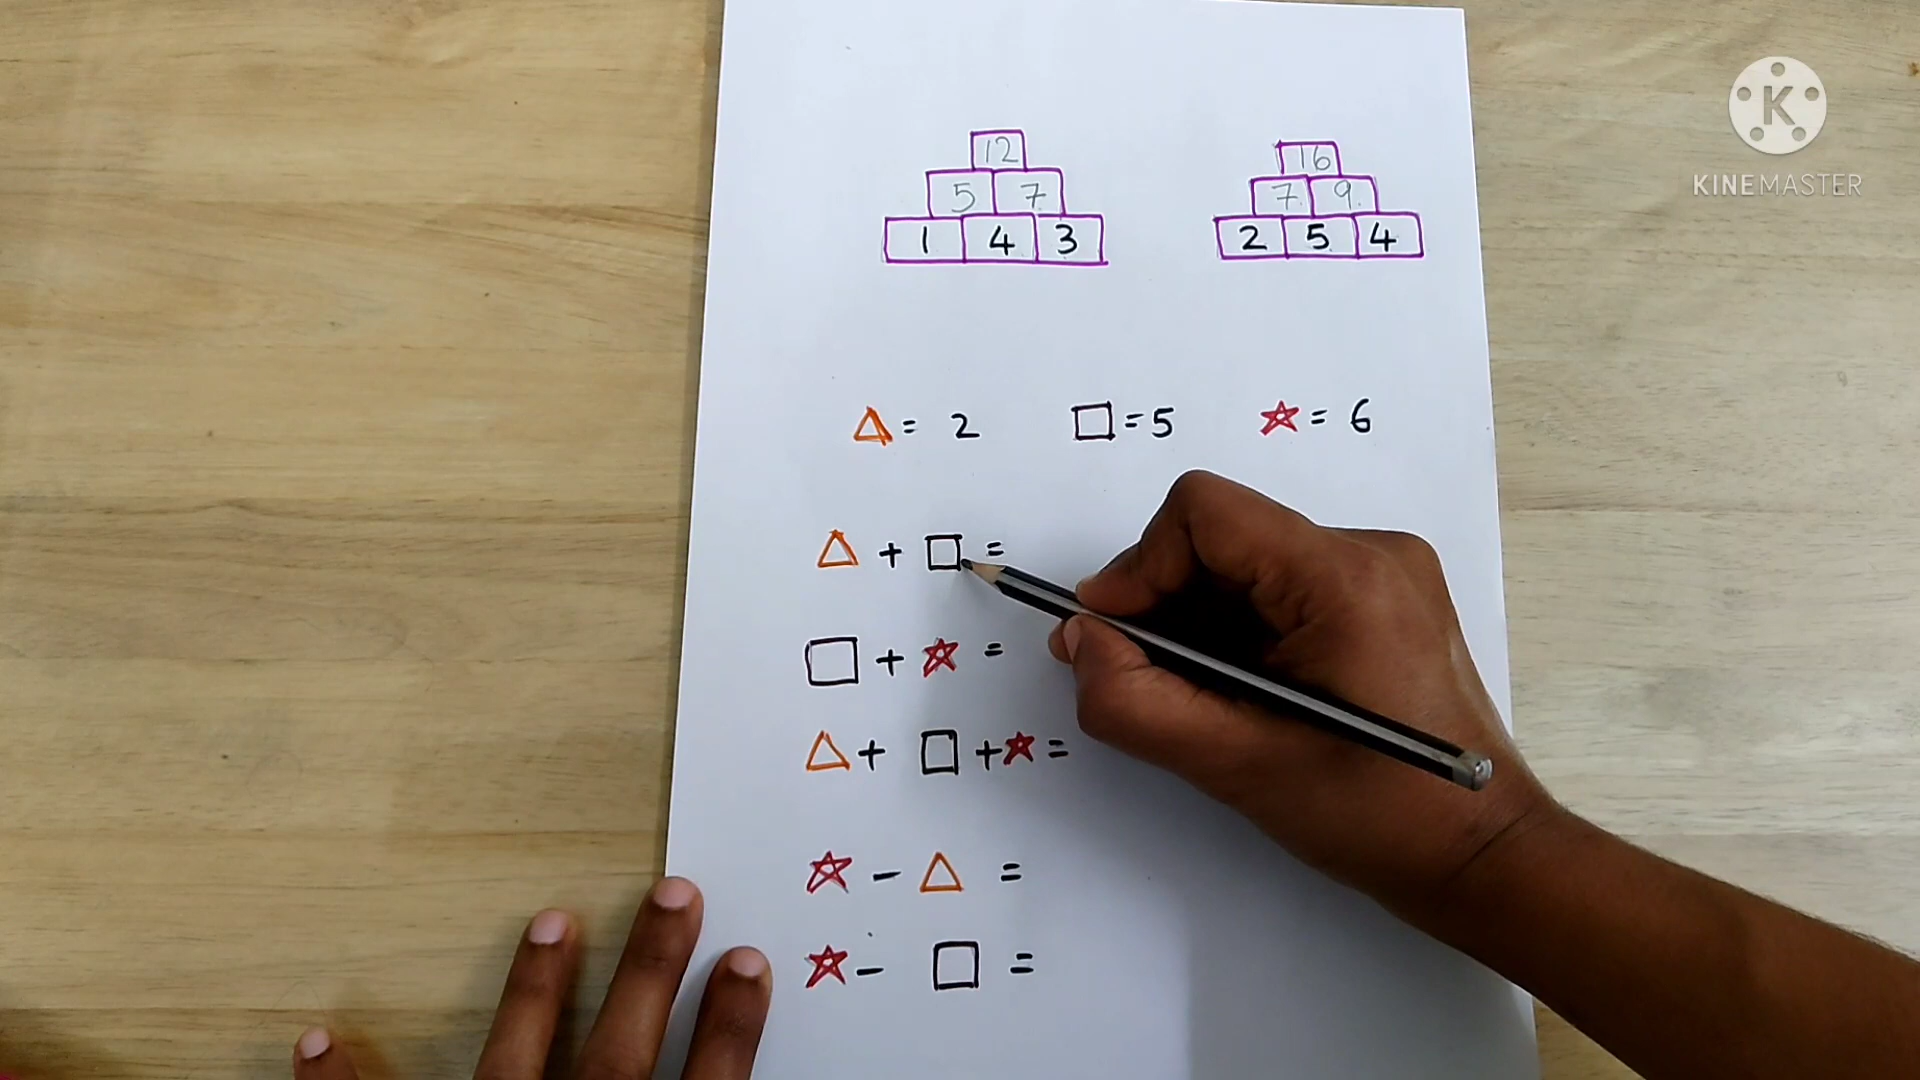 12 16
5 7 7 9
1 4 3 2 5 4
△ = 2 □ = 5 ☆ = 6
△ + □ =
□ + ☆ =
△ + □ + ☆ =
☆ - △ =
☆ - □ =
KINEMASTER